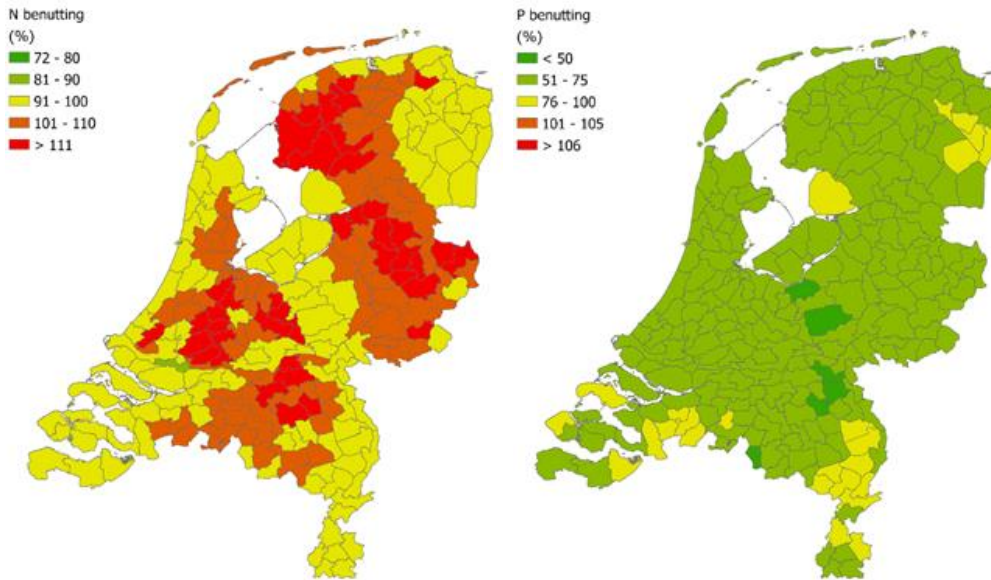 N benutting
(%)
72 - 80
81 - 90
91 - 100
101 - 110
> 111
P benutting
(%)
< 50
51 - 75
76 - 100
101 - 105
> 106